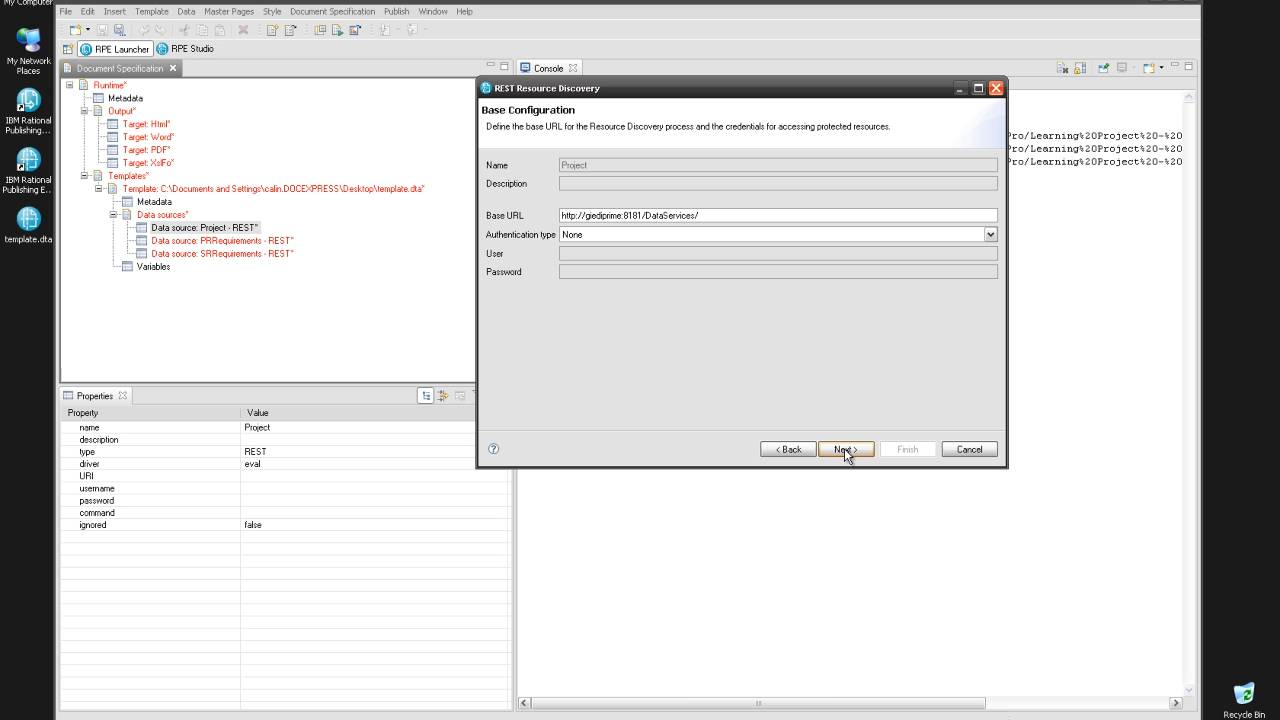 My Computer
My Network
Places
IBM Rational
Publishing...
IBM Rational
Publishing E...
template.dta
Recycle Bin
File Edit Insert Template Data Master Pages Style Document Specification Publish Window Help
RPE Launcher RPE Studio
Document Specification
Runtime*
Metadata
Output*
Target: Html*
Target: Word*
Target: PDF*
Target: XslFo*
Templates*
Template: C:\Documents and Settings\calin.DOCEXPRESS\Desktop\template.dta*
Metadata
Data sources*
Data source: Project - REST*
Data source: PRRequirements - REST*
Data source: SRRequirements - REST*
Variables
Properties
Property Value
name Project
description
type REST
driver eval
URI
username
password
command
ignored false
Console
Pro/Learning%20Project%20-%20
Pro/Learning%20Project%20-%20
Pro/Learning%20Project%20-%20
REST Resource Discovery
Base Configuration
Define the base URL for the Resource Discovery process and the credentials for accessing protected resources.
Name Project
Description
Base URL http://giediprime:8181/DataServices/
Authentication type None
User
Password
< Back Next > Finish Cancel